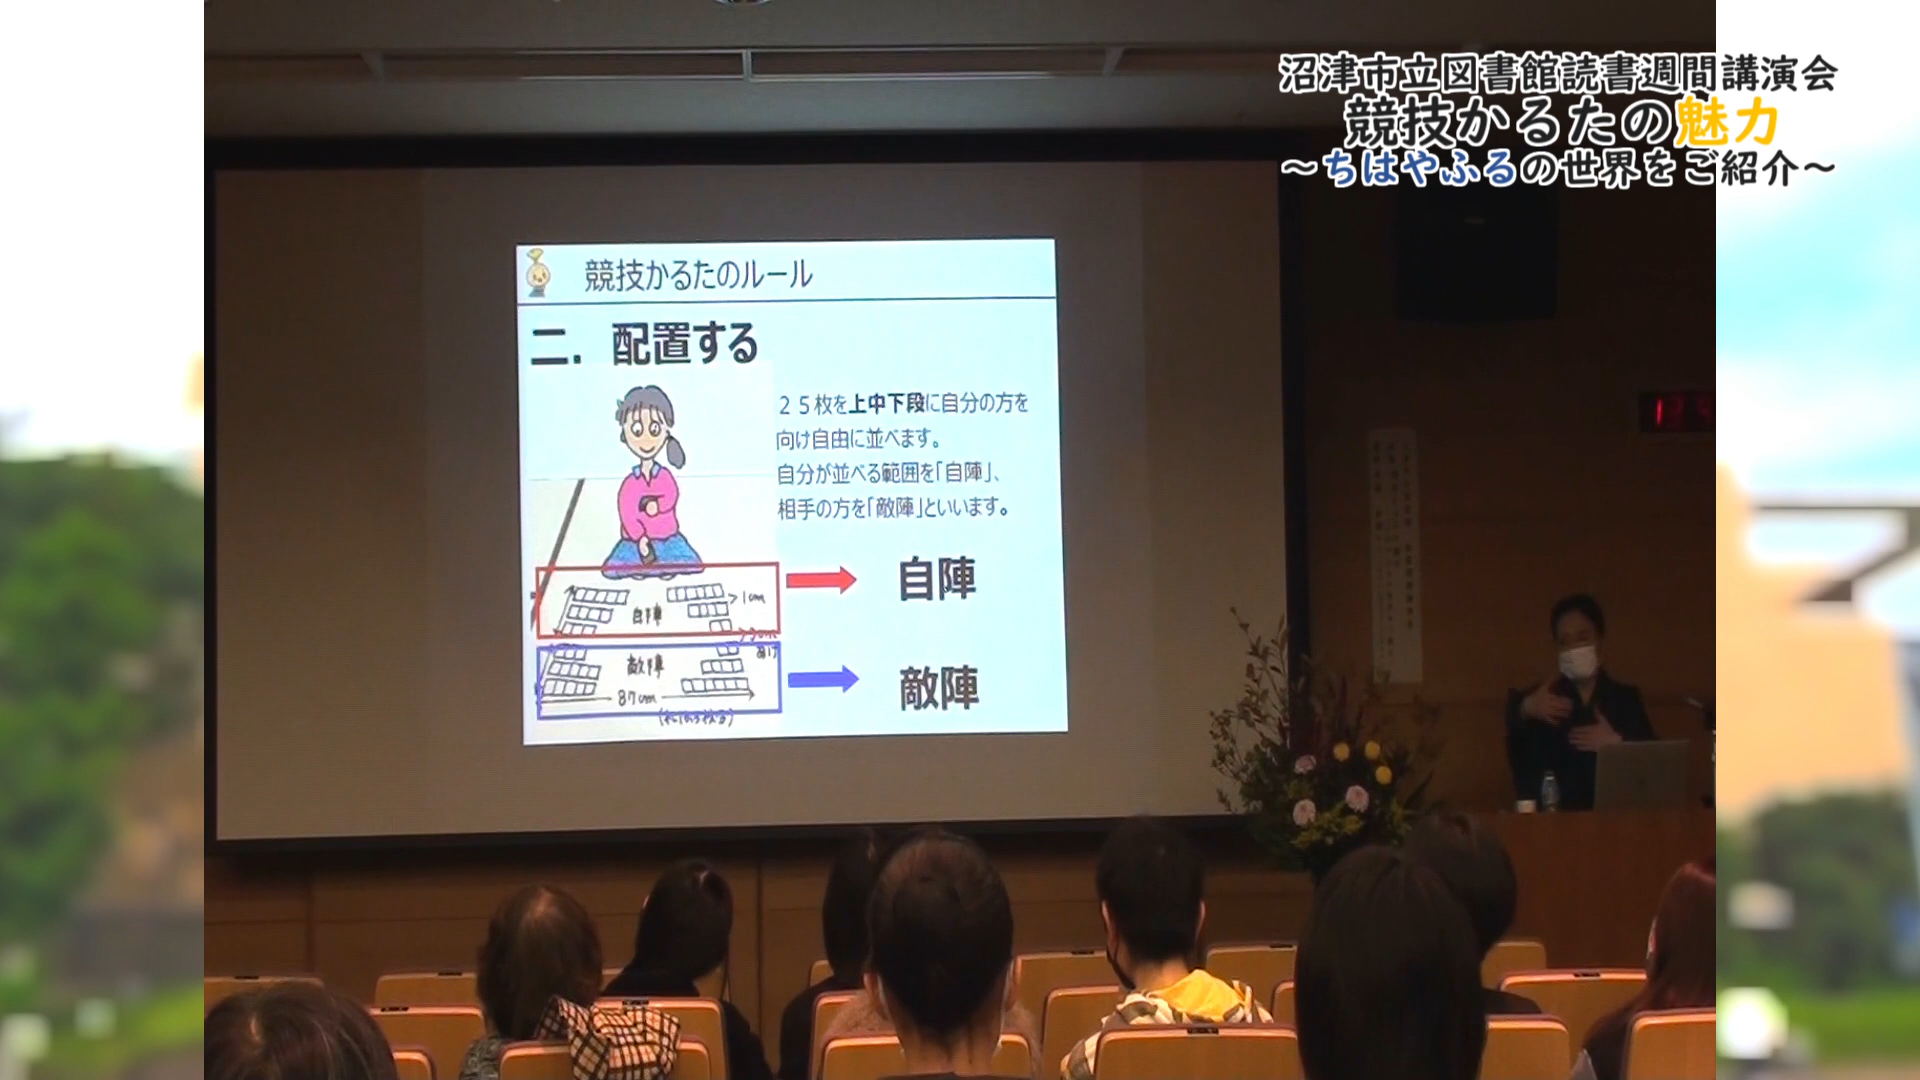 沼津市立図書館読書週間講演会
競技かるたの魅力
～ちはやふるの世界をご紹介～
競技かるたのルール
二. 配置する
２５枚を上中下段に自分の方を
向け自由に並べます。
自分が並べる範囲を「自陣」、
相手の方を「敵陣」といいます。
自陣
>1cm
自陣
敵陣
87cm
敵陣